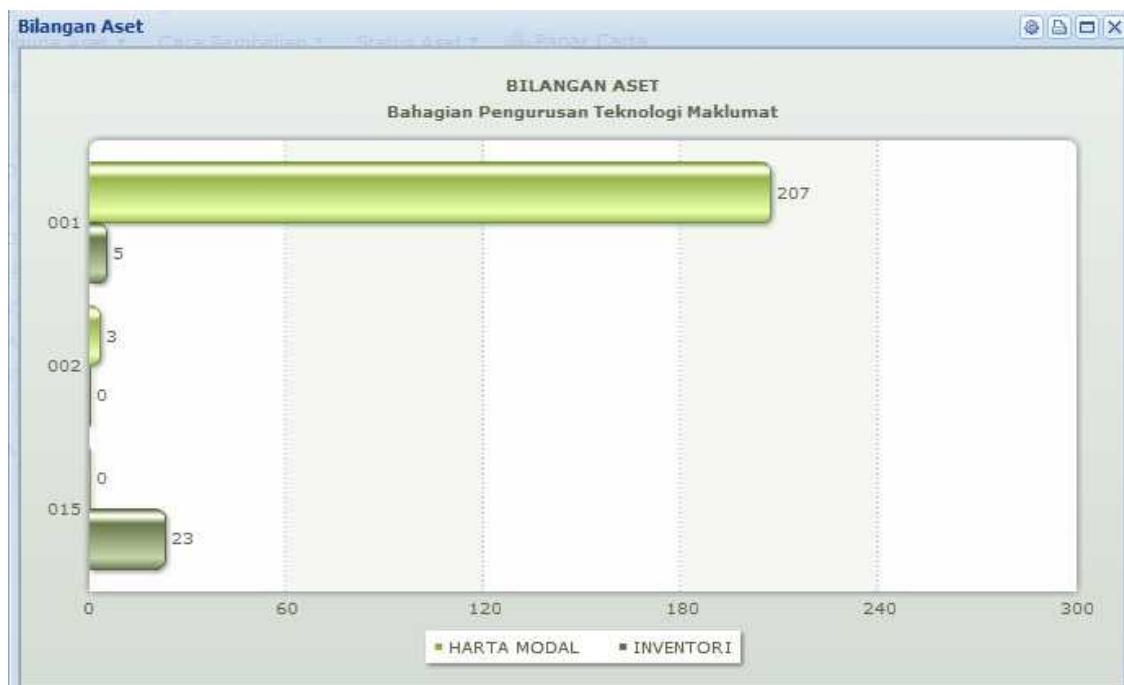 Bilangan Aset
BILANGAN ASET
Bahagian Pengurusan Teknologi Maklumat
207
001
5
3
002
0
0
015
23
0 60 120 180 240 300
HARTA MODAL INVENTORI